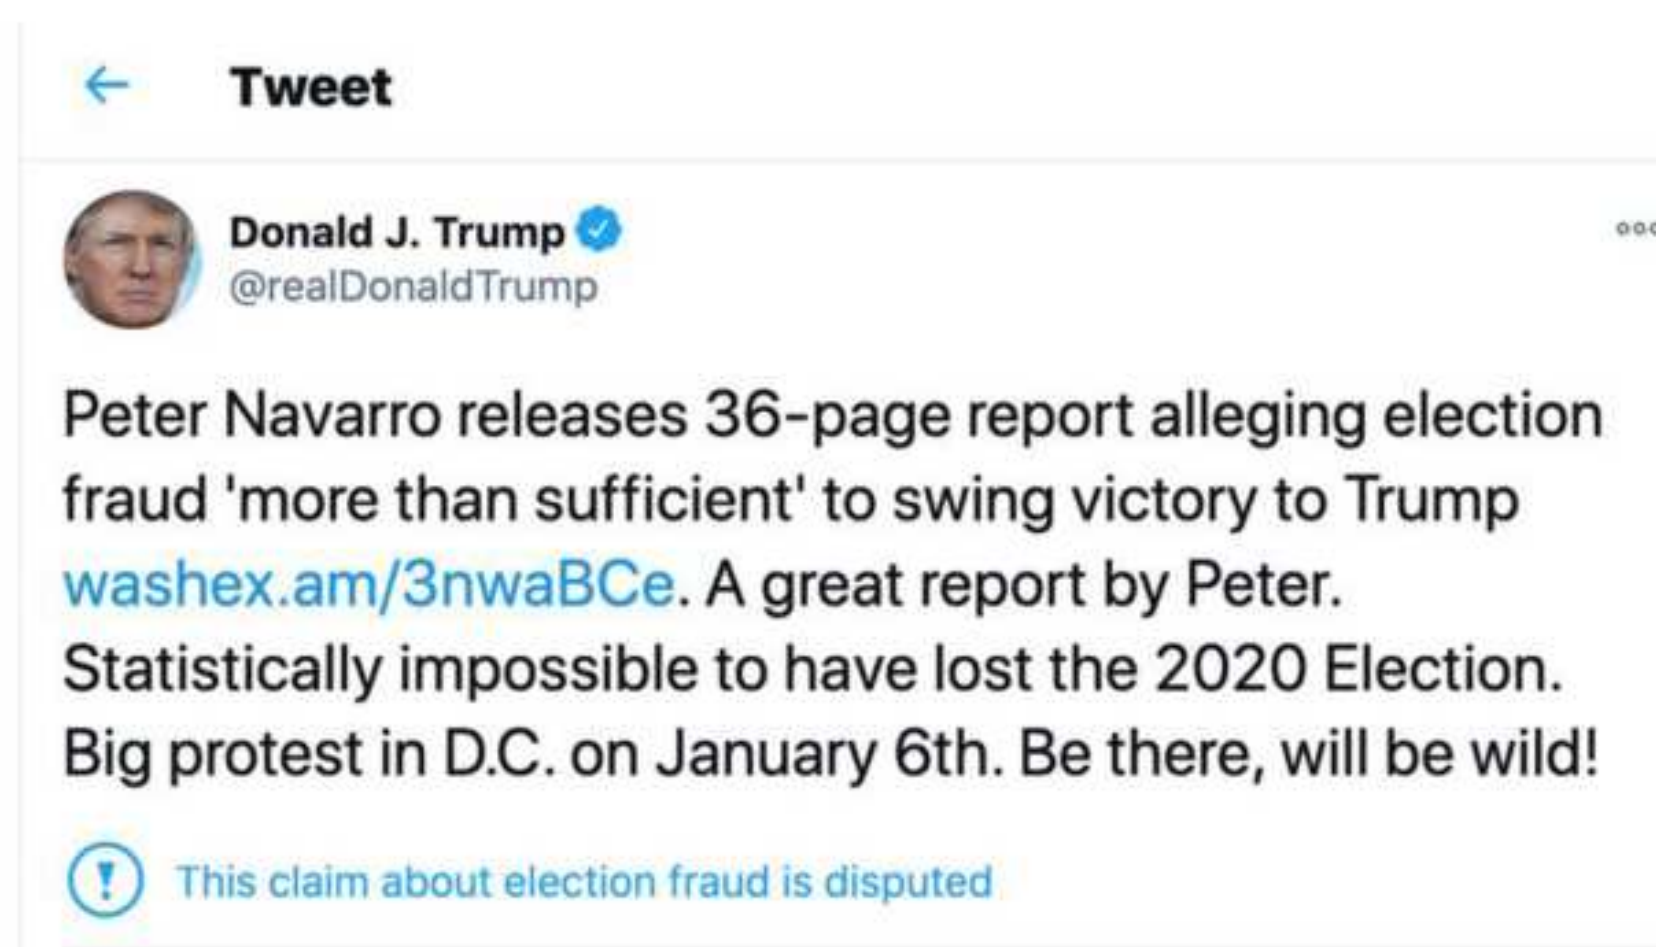 Tweet
Donald J. Trump
@realDonaldTrump
Peter Navarro releases 36-page report alleging election
fraud 'more than sufficient' to swing victory to Trump
washex.am/3nwaBCe. A great report by Peter.
Statistically impossible to have lost the 2020 Election.
Big protest in D.C. on January 6th. Be there, will be wild!
This claim about election fraud is disputed